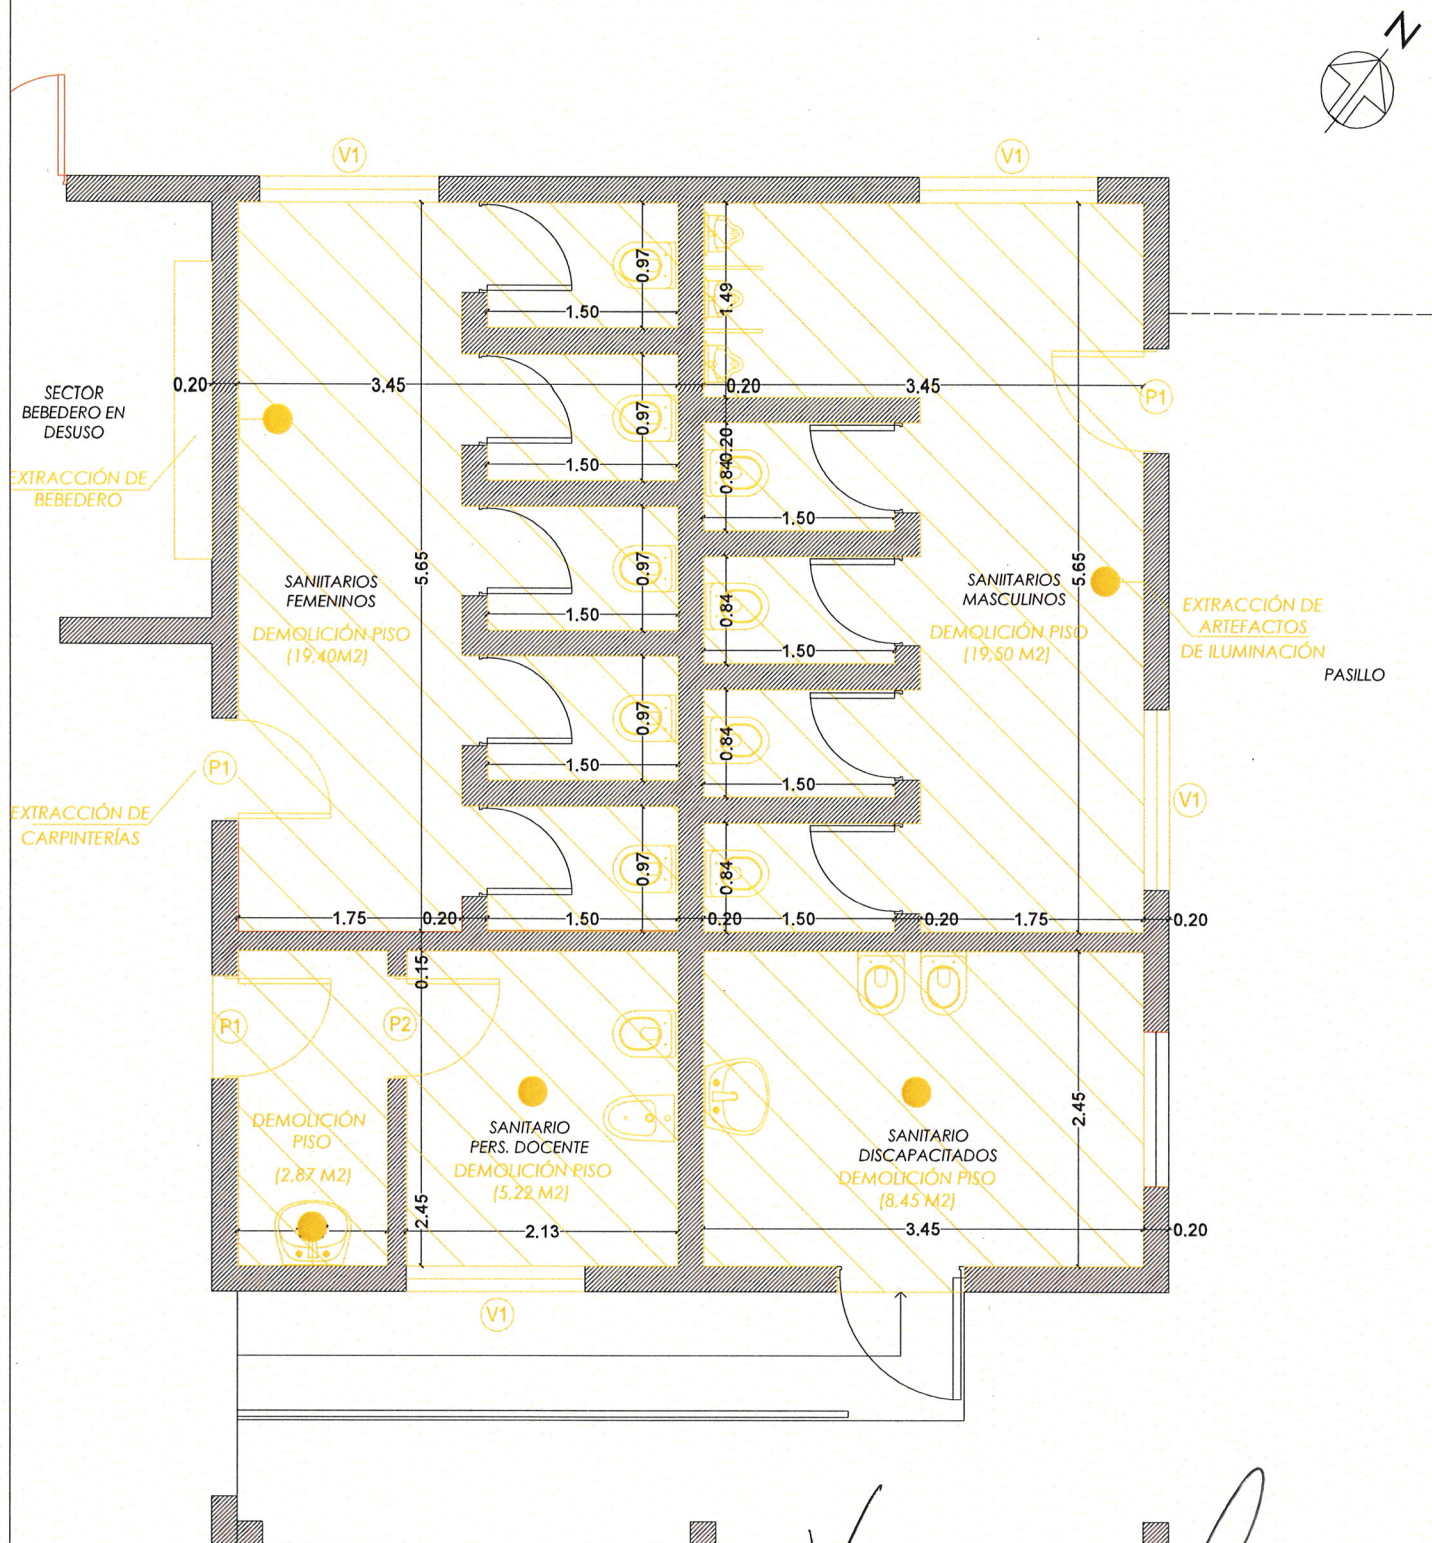 N
V1
V1
0.97
1.50
1.49
0.20
3.45
0.20
3.45
P1
SECTOR
BEBEDERO EN
DESUSO
0.97
1.50
0.20
0.84
1.50
EXTRACCIÓN DE
BEBEDERO
5.65
0.97
1.50
SANIITARIOS
FEMENINOS
DEMOLICIÓN PISO
(19,40M2)
0.84
1.50
5.65
SANIITARIOS
MASCULINOS
DEMOLICIÓN PISO
(19,50 M2)
EXTRACCIÓN DE
ARTEFACTOS
DE ILUMINACIÓN
PASILLO
0.97
1.50
0.84
1.50
P1
V1
EXTRACCIÓN DE
CARPINTERÍAS
0.97
0.84
1.75
0.20
1.50
0.20
1.50
0.20
1.75
0.20
0.15
P1
P2
DEMOLICIÓN
PISO
(2,87 M2)
SANITARIO
PERS. DOCENTE
DEMOLICIÓN PISO
(5,22 M2)
SANITARIO
DISCAPACITADOS
DEMOLICIÓN PISO
(8,45 M2)
2.45
2.45
2.13
3.45
0.20
V1